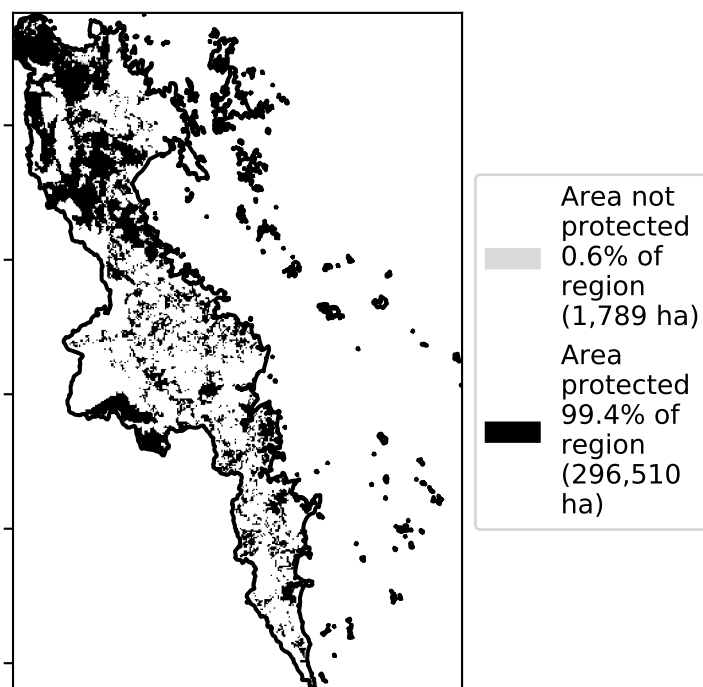 Area not
protected
0.6% of
region
(1,789 ha)
Area
protected
99.4% of
region
(296,510
ha)